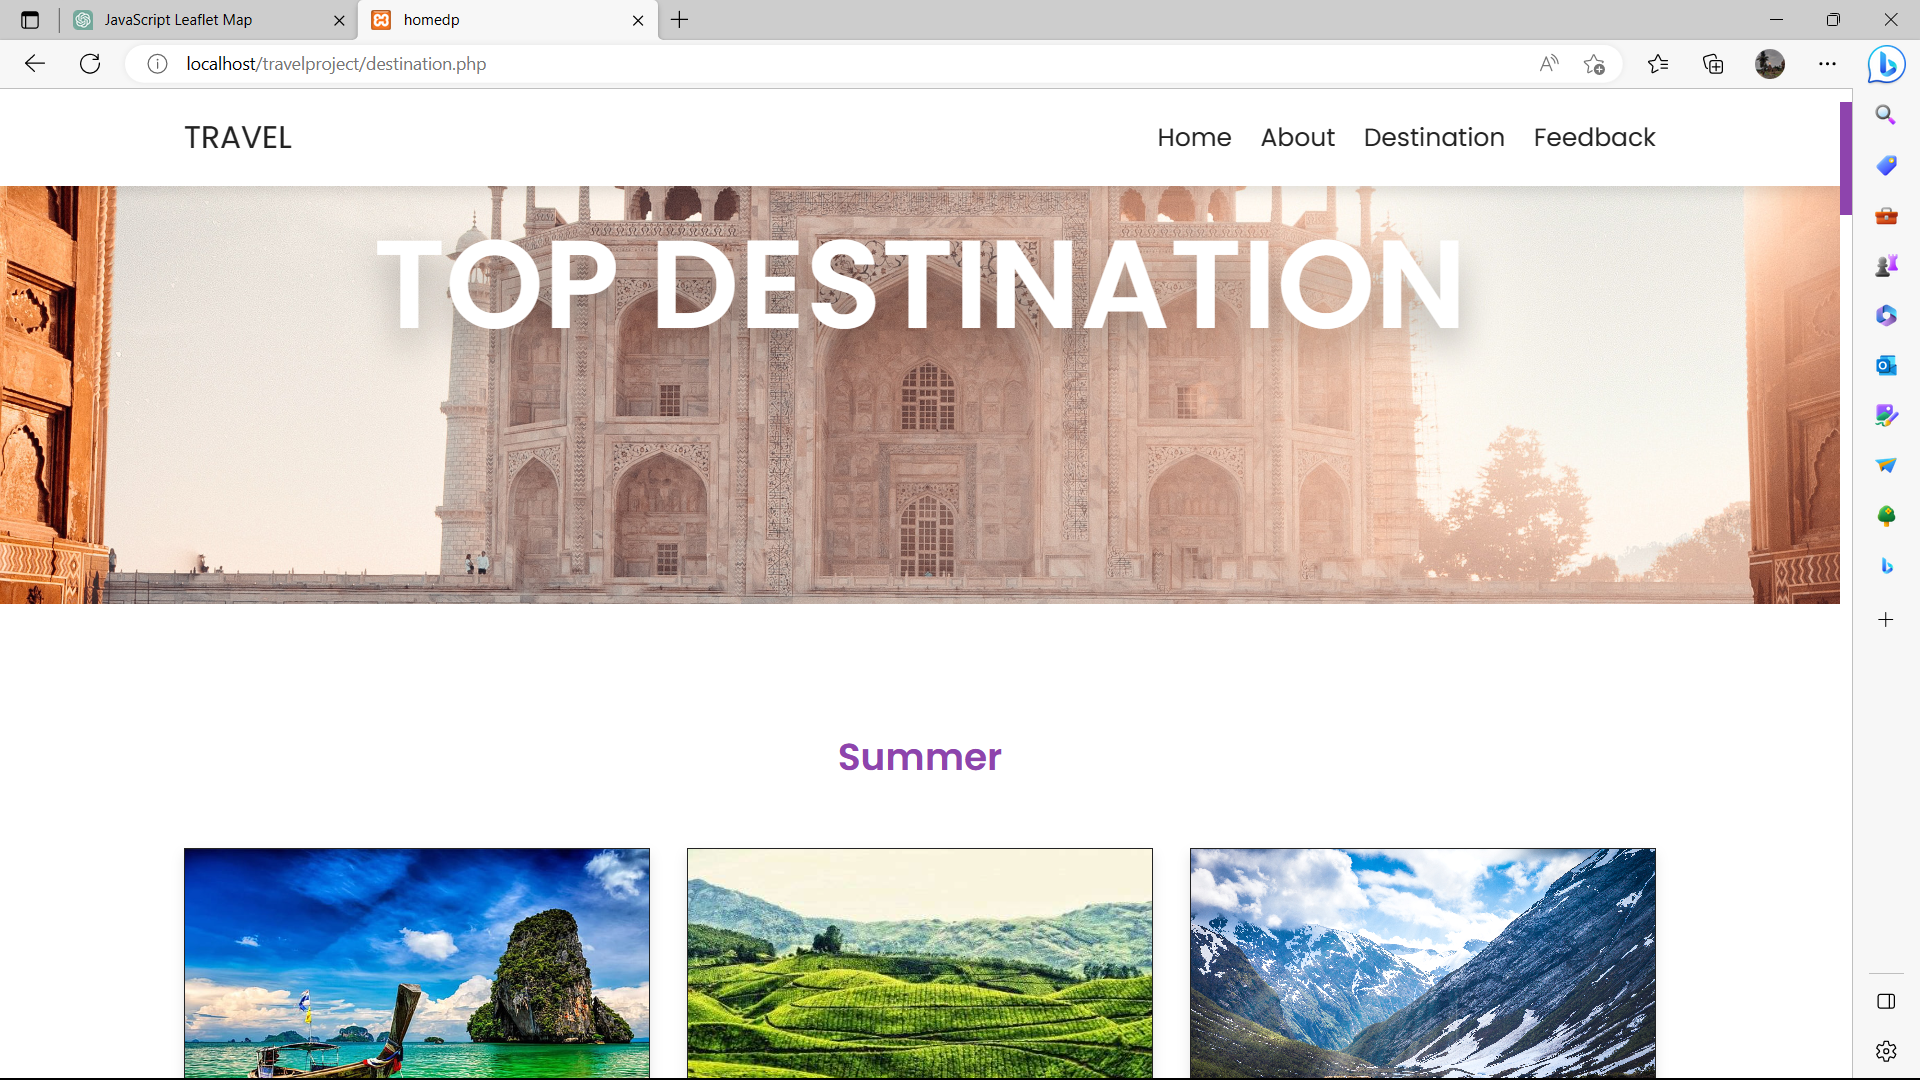 JavaScript Leaflet Map
homedp
localhost/travelproject/destination.php
TRAVEL
Home About Destination Feedback
TOP DESTINATION
Summer